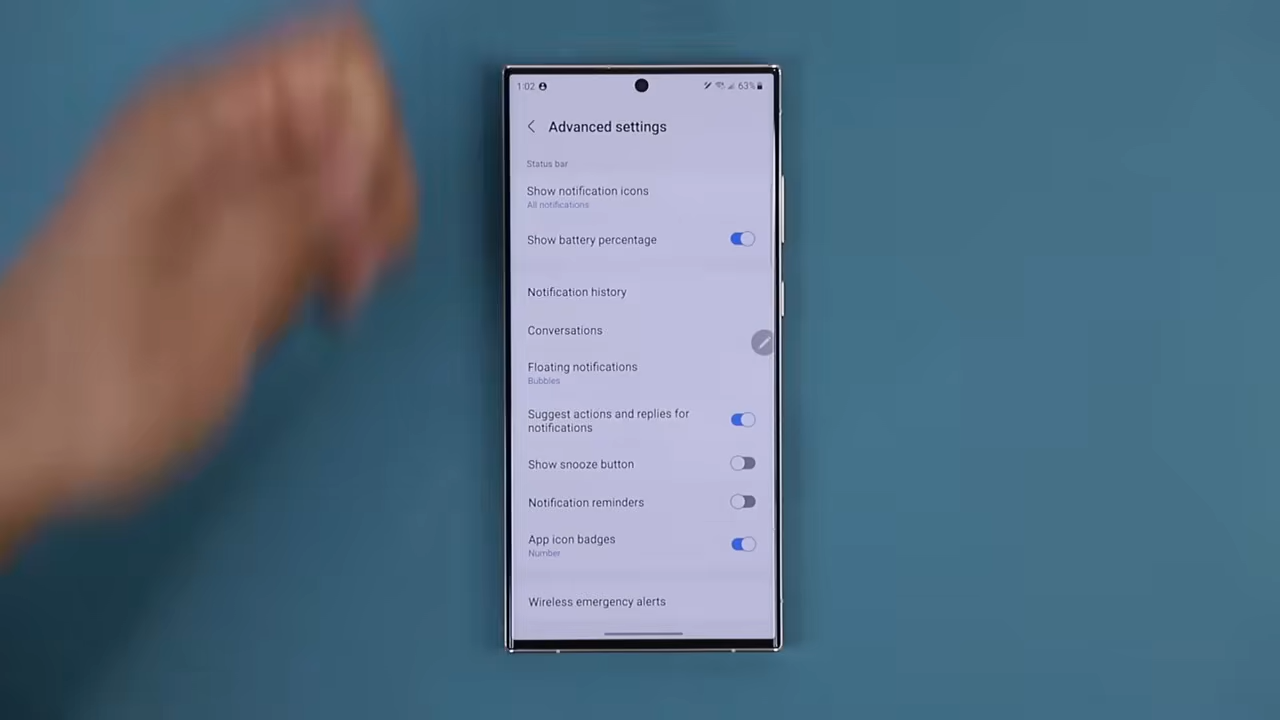 1:02 63%
Advanced settings
Status bar
Show notification icons
All notifications
Show battery percentage
Notification history
Conversations
Floating notifications
Bubbles
Suggest actions and replies for
notifications
Show snooze button
Notification reminders
App icon badges
Number
Wireless emergency alerts